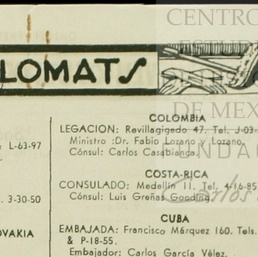 CENTRO
LOMATS
DE MEX
COLOMBIA
LEGACION: Revillagigedo 47. Tel. J-03-
Ministro :Dr. Fabio Lozano y Lozano.
Cónsul: Carlos Casabianca.
L-63-97
COSTA-RICA
CONSULADO: Medellín 11. Tel. 4-16-85
Cónsul: Luis Greñas Gooding.
. 3-30-50
CUBA
EMBAJADA: Francisco Márquez 160. Tels.
& P-18-55.
Embajador: Carlos García Vélez.
OVAKIA